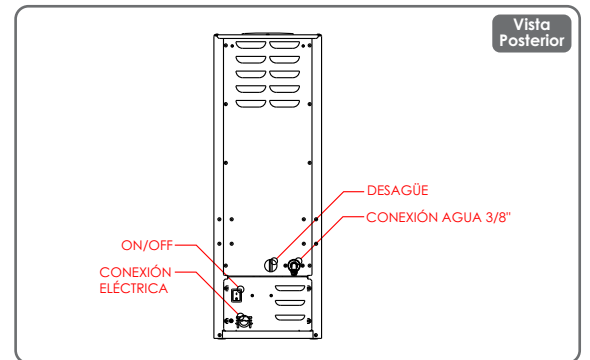 Vista
Posterior
DESAGÜE
CONEXIÓN AGUA 3/8"
ON/OFF
CONEXIÓN
ELÉCTRICA